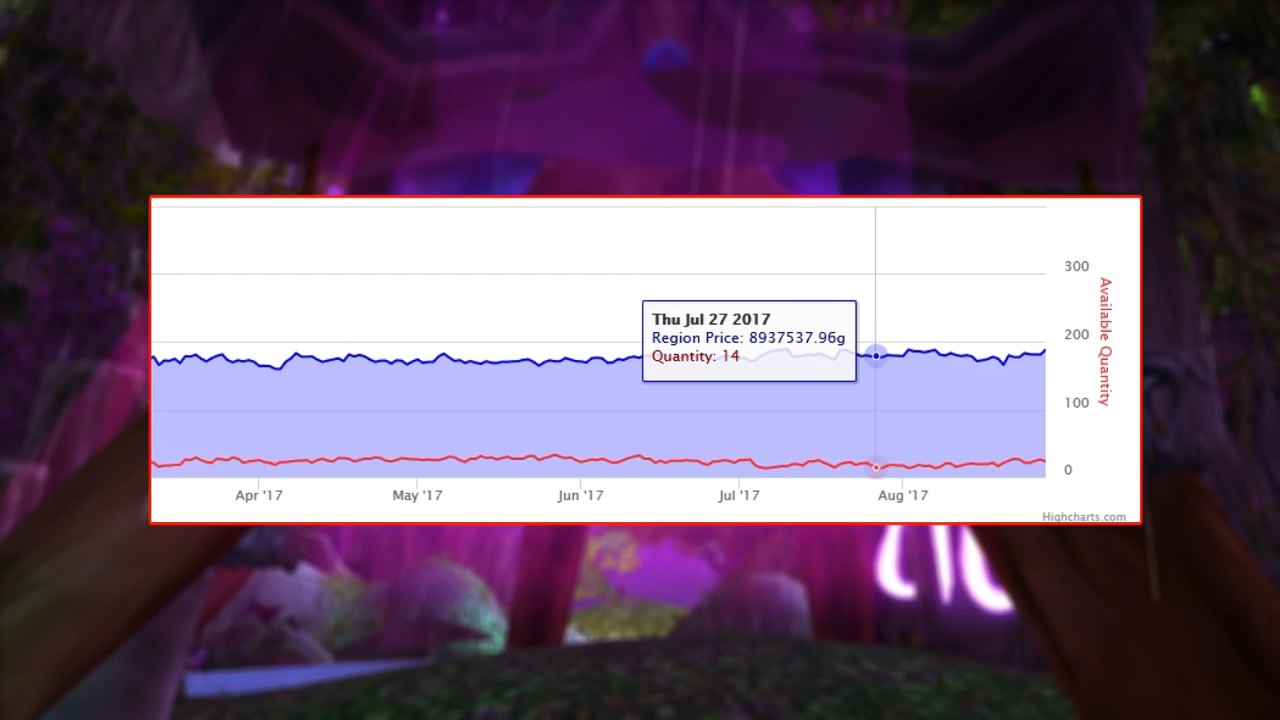 Thu Jul 27 2017
Region Price: 8937537.96g
Quantity: 14
300
200
100
0
Available Quantity
Apr '17
May '17
Jun '17
Jul '17
Aug '17
Highcharts.com